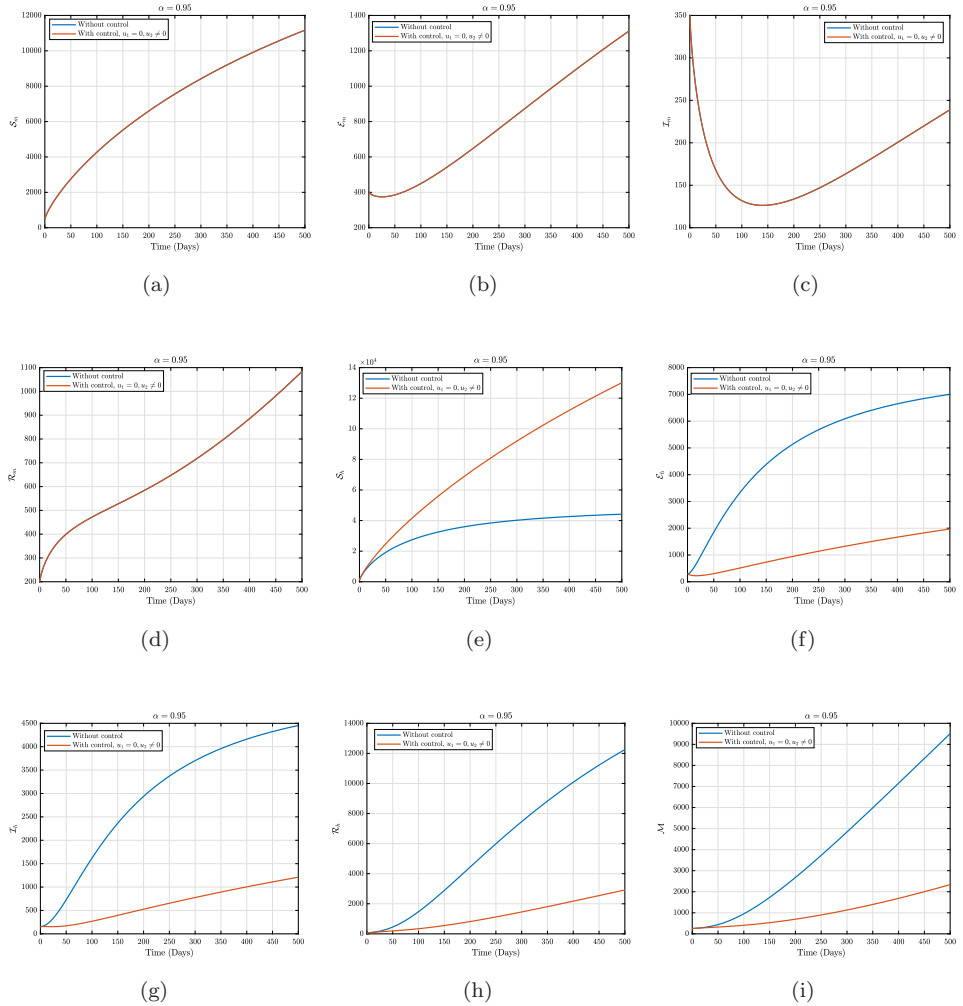 α = 0.95
Without control
With control, u₁ = 0, u₂ ≠ 0
12000
10000
8000
6000
4000
2000
0
𝒮ₘ
0 50 100 150 200 250 300 350 400 450 500
Time (Days)
(a)
α = 0.95
Without control
With control, u₁ = 0, u₂ ≠ 0
1400
1200
1000
800
600
400
200
ℰₘ
0 50 100 150 200 250 300 350 400 450 500
Time (Days)
(b)
α = 0.95
Without control
With control, u₁ = 0, u₂ ≠ 0
350
300
250
200
150
100
ℐₘ
0 50 100 150 200 250 300 350 400 450 500
Time (Days)
(c)
α = 0.95
Without control
With control, u₁ = 0, u₂ ≠ 0
1100
1000
900
800
700
600
500
400
300
200
ℛₘ
0 50 100 150 200 250 300 350 400 450 500
Time (Days)
(d)
×10⁴
α = 0.95
Without control
With control, u₁ = 0, u₂ ≠ 0
14
12
10
8
6
4
2
0
𝒮ₕ
0 50 100 150 200 250 300 350 400 450 500
Time (Days)
(e)
α = 0.95
Without control
With control, u₁ = 0, u₂ ≠ 0
8000
7000
6000
5000
4000
3000
2000
1000
0
ℰₕ
0 50 100 150 200 250 300 350 400 450 500
Time (Days)
(f)
α = 0.95
Without control
With control, u₁ = 0, u₂ ≠ 0
4500
4000
3500
3000
2500
2000
1500
1000
500
0
ℐₕ
0 50 100 150 200 250 300 350 400 450 500
Time (Days)
(g)
α = 0.95
Without control
With control, u₁ = 0, u₂ ≠ 0
14000
12000
10000
8000
6000
4000
2000
0
ℛₕ
0 50 100 150 200 250 300 350 400 450 500
Time (Days)
(h)
α = 0.95
Without control
With control, u₁ = 0, u₂ ≠ 0
10000
9000
8000
7000
6000
5000
4000
3000
2000
1000
0
ℳ
0 50 100 150 200 250 300 350 400 450 500
Time (Days)
(i)